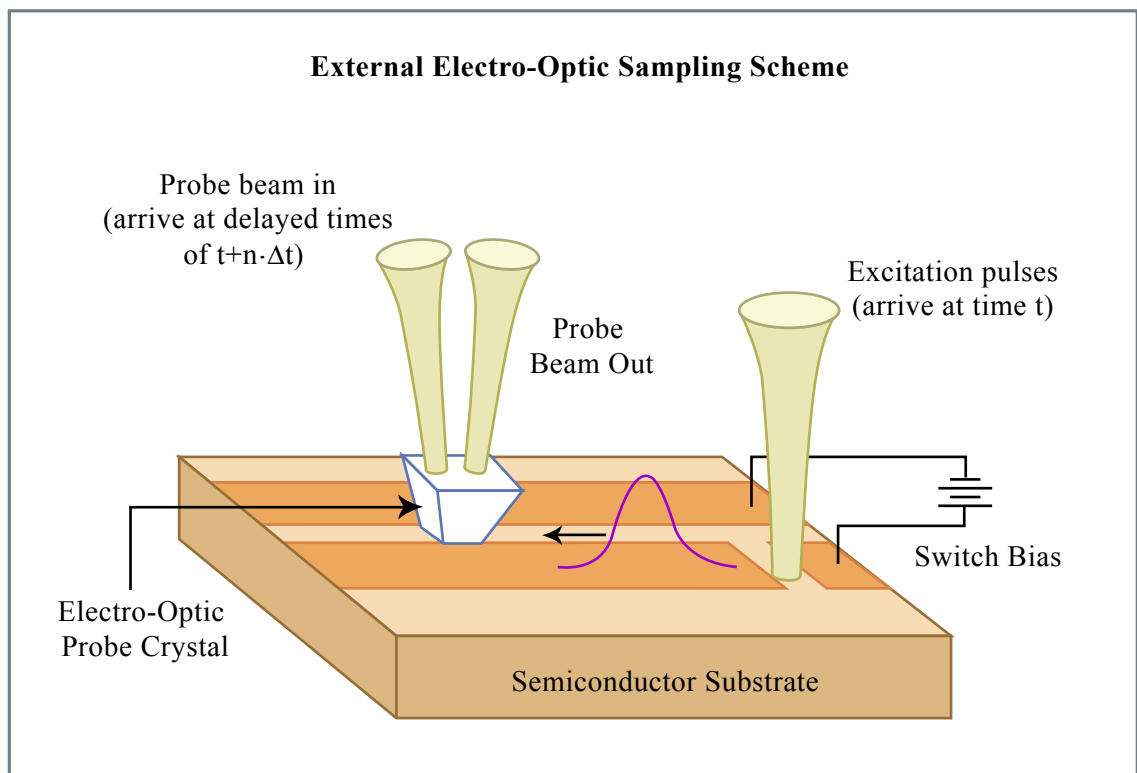 External Electro-Optic Sampling Scheme
Probe beam in
(arrive at delayed times
of t+n·Δt)
Excitation pulses
(arrive at time t)
Probe
Beam Out
Switch Bias
Electro-Optic
Probe Crystal
Semiconductor Substrate